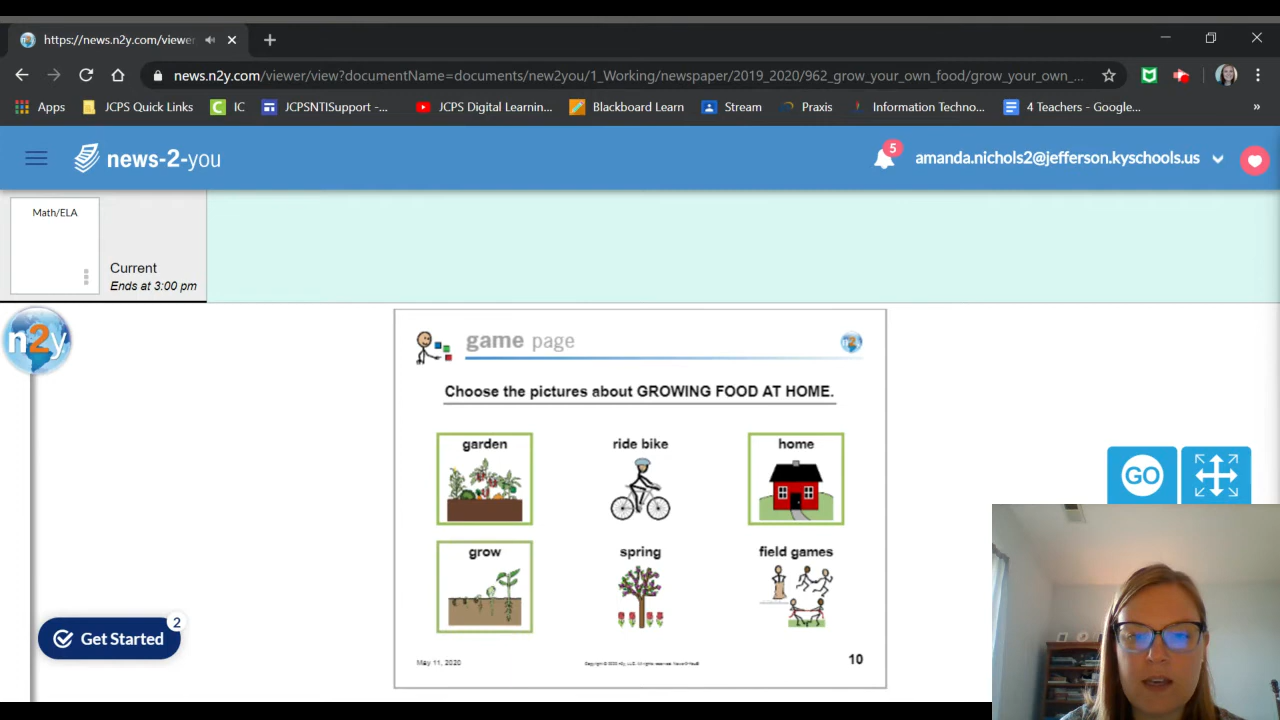 https://news.n2y.com/viewer
news.n2y.com/viewer/view?documentName=documents/new2you/1_Working/newspaper/2019_2020/962_grow_your_own_food/grow_your_own_...
Apps JCPS Quick Links IC JCPSNTISupport -... JCPS Digital Learnin... Blackboard Learn Stream Praxis Information Techno... 4 Teachers - Google... »
news-2-you
5
amanda.nichols2@jefferson.kyschools.us
Math/ELA
Current
Ends at 3:00 pm
n2y
game page
Choose the pictures about GROWING FOOD AT HOME.
garden ride bike home
grow spring field games
GO
2
Get Started
May 11, 2020
10